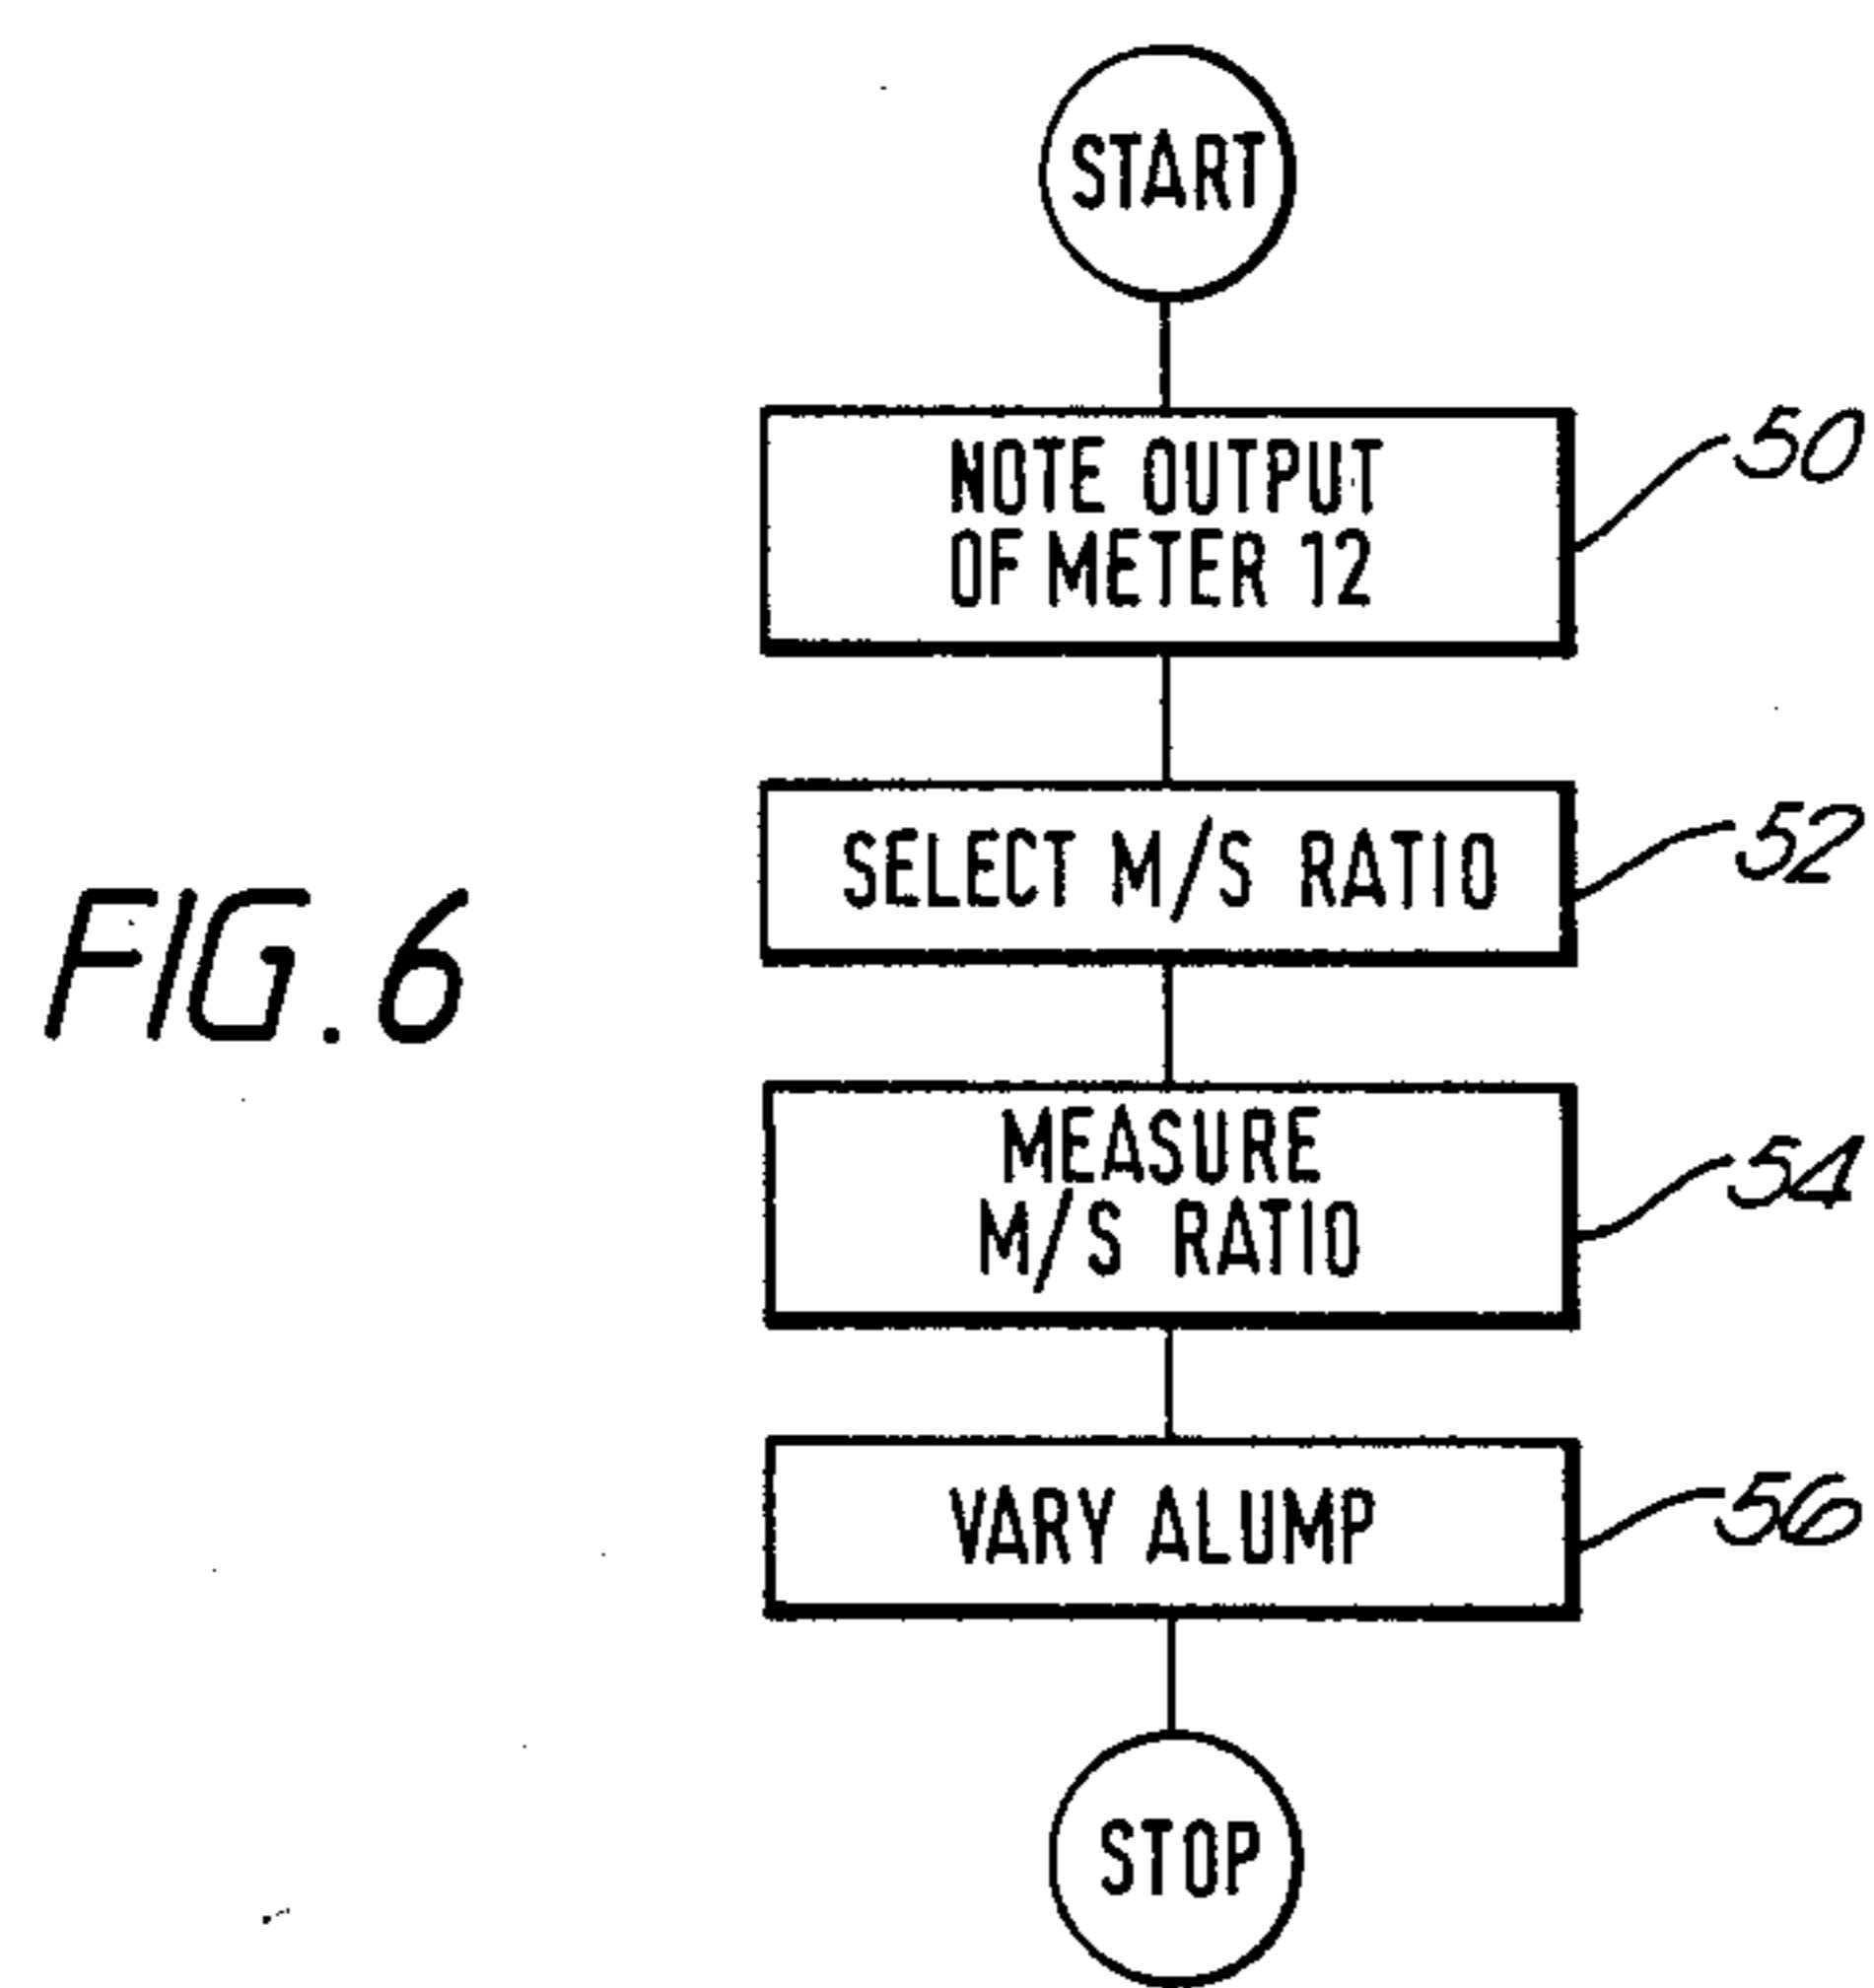 START
NOTE OUTPUT
OF METER 12
50
SELECT M/S RATIO
52
FIG. 6
MEASURE
M/S RATIO
54
VARY ALUMP
56
STOP